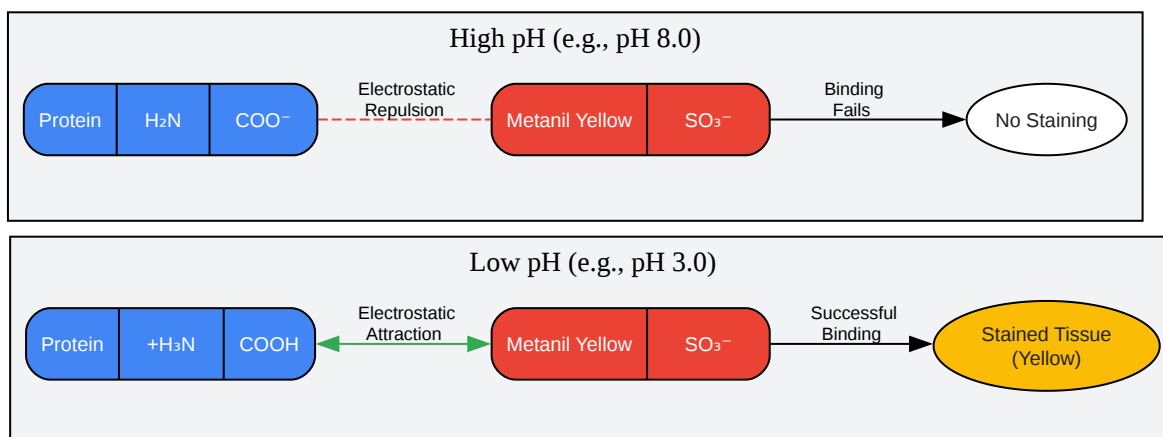 High pH (e.g., pH 8.0)
Protein
H₂N
COO⁻
Electrostatic
Repulsion
Metanil Yellow
SO₃⁻
Binding
Fails
No Staining
Low pH (e.g., pH 3.0)
Protein
+H₃N
COOH
Electrostatic
Attraction
Metanil Yellow
SO₃⁻
Successful
Binding
Stained Tissue
(Yellow)